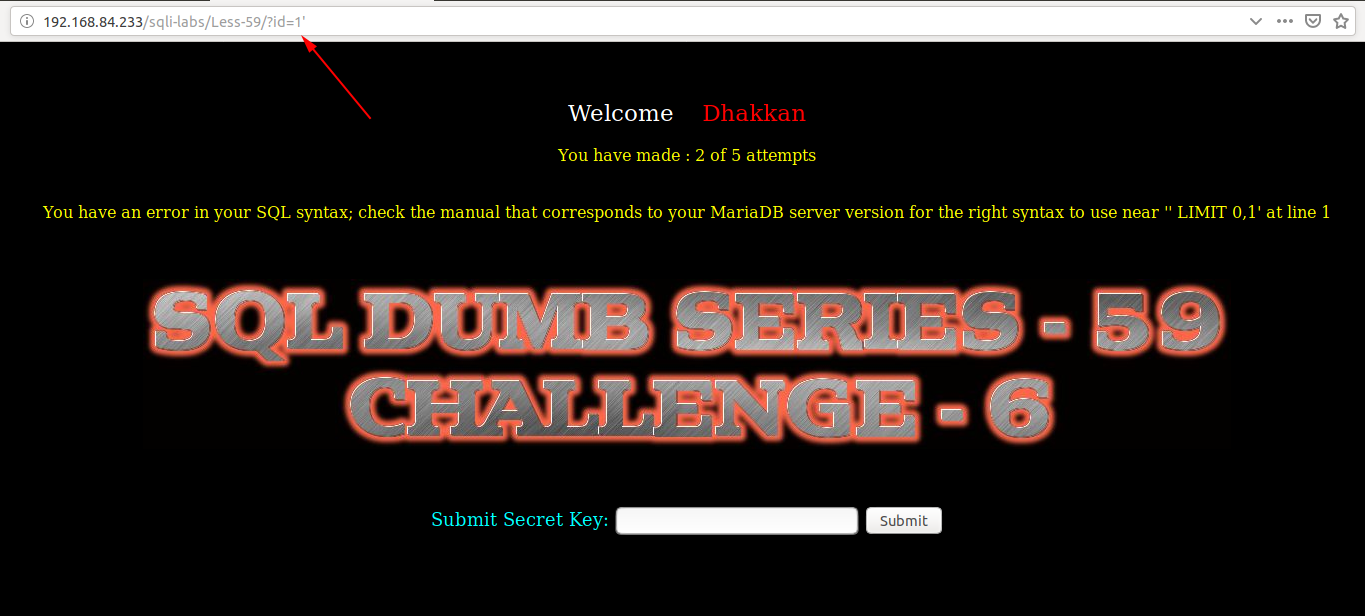 192.168.84.233/sqli-labs/Less-59/?id=1'
Welcome Dhakkan
You have made : 2 of 5 attempts
You have an error in your SQL syntax; check the manual that corresponds to your MariaDB server version for the right syntax to use near '' LIMIT 0,1' at line 1
SQL DUMB SERIES - 59
CHALLENGE - 6
Submit Secret Key: Submit